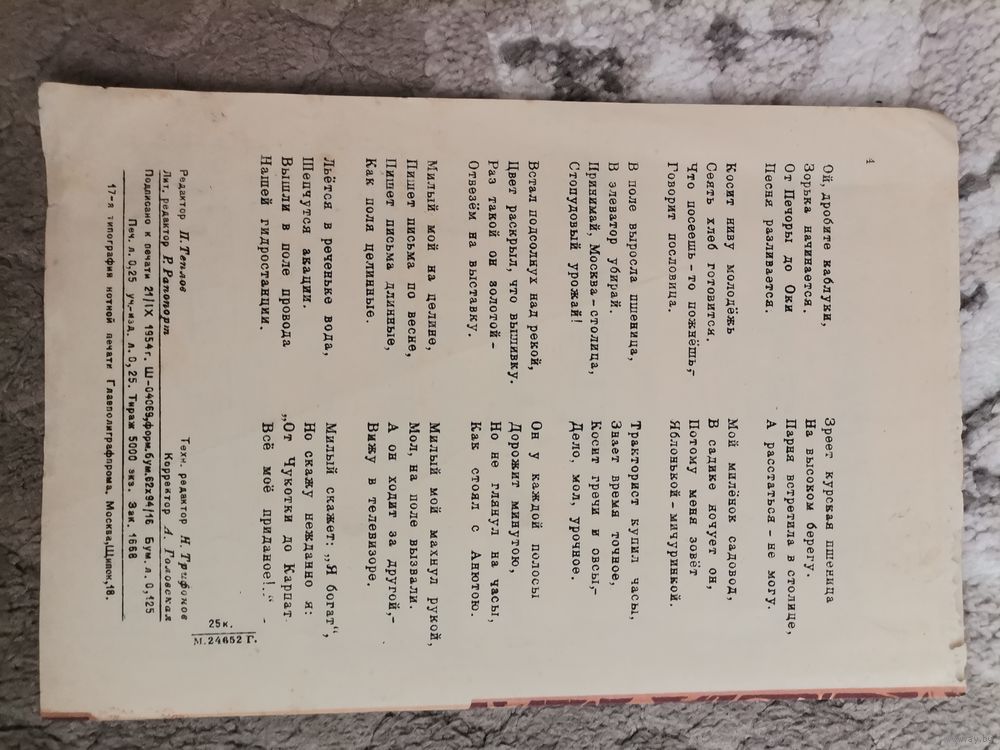 4
Ой, дробите каблуки,
Зорька начинается.
От Печоры до Оки
Песня разливается.
Косит ниву молодёжь
Сеять хлеб готовится.
Что посеешь-то пожнёшь,-
Говорит пословица.
В поле выросла пшеница,
В элеватор убирай.
Принимай, Москва-столица,
Стопудовый урожай!
Встал подсолнух над рекой,
Цвет раскрыл, что вышивку.
Раз такой он золотой-
Отвезём на выставку.
Милый мой на целине,
Пишет письма по весне,
Пишет письма длинные,
Как поля целинные.
Льётся в реченьке вода,
Шепчутся акации.
Вышли в поле провода
Нашей гидростанции.
Зреет курская пшеница
На высоком берегу.
Парня встретила в столице,
А расстаться - не могу.
Мой милёнок садовод,
В садике ночует он,
Потому меня зовёт
Яблонькой-мичуринкой.
Тракторист купил часы,
Знает время точное,
Косит гречи и овсы,-
Дело, мол, урочное.
Он у каждой полосы
Дорожит минутою,
Но не глянул на часы,
Как стоял с Анютою.
Милый мой махнул рукой,
Мол, на поле вызвали.
А он ходит за другой,-
Вижу в телевизоре.
Милый скажет: „Я богат“,
Но скажу нежданно я:
„От Чукотки до Карпат
Всё моё приданое!..“
Редактор П. Теплов Техн. редактор Н. Трифонов
Лит. редактор Р. Рапопорт Корректор А. Головская
Подписано к печати 21/IX 1954г. Ш-04069, форм. бум. 62x94/16 Бум. л. 0,125
Печ. л. 0,25 уч.-изд. л. 0,25. Тираж 5000 экз. Зак. 1668
17-я типография нотной печати Главполиграфпрома, Москва, Щипок, 18.
25к.
М.24652 Г.